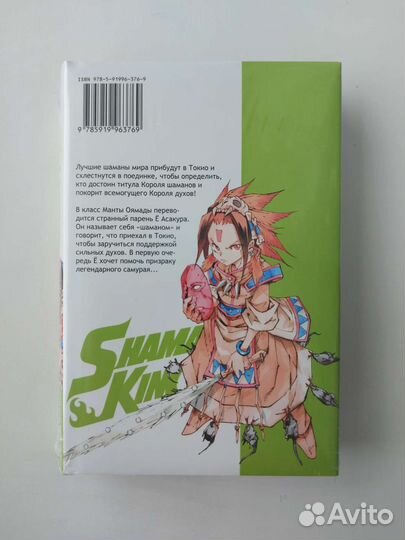 ISBN 978-5-91996-376-9
9 785919 963769
Лучшие шаманы мира прибудут в Токио и
схлестнутся в поединке, чтобы определить,
кто достоин титула Короля шаманов и
покорит всемогущего Короля духов!
В класс Манты Оямады перево-
дится странный парень Ё Асакура.
Он называет себя «шаманом» и
говорит, что приехал в Токио,
чтобы заручиться поддержкой
сильных духов. В первую оче-
редь Ё хочет помочь призраку
легендарного самурая...
SHAM
KIN
Avito